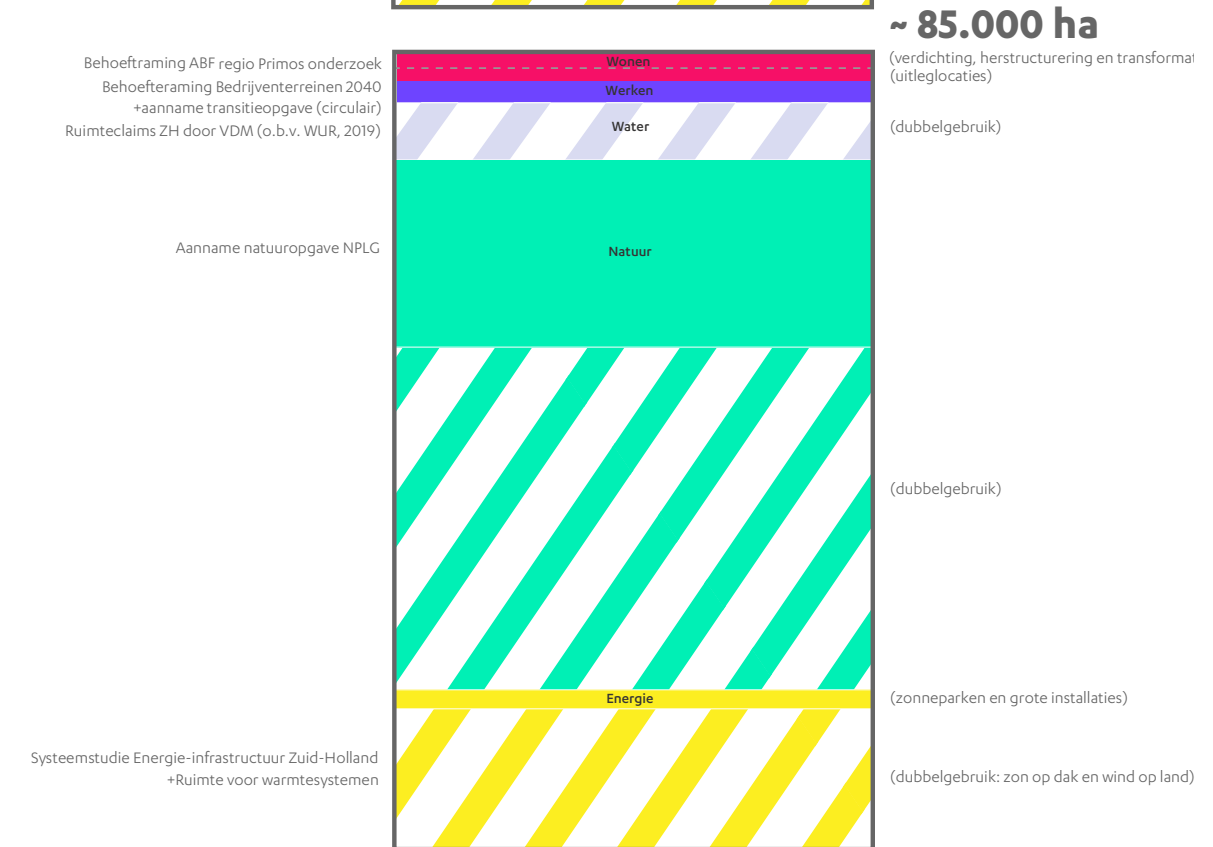 ~ 85.000 ha
Behoeftraming ABF regio Primos onderzoek
Wonen
(verdichting, herstructurering en transformat
(uitleglocaties)
Behoefteraming Bedrijventerreinen 2040
+aanname transitieopgave (circulair)
Werken
Ruimteclaims ZH door VDM (o.b.v. WUR, 2019)
Water
(dubbelgebruik)
Aanname natuuropgave NPLG
Natuur
(dubbelgebruik)
Energie
(zonneparken en grote installaties)
Systeemstudie Energie-infrastructuur Zuid-Holland
+Ruimte voor warmtesystemen
(dubbelgebruik: zon op dak en wind op land)